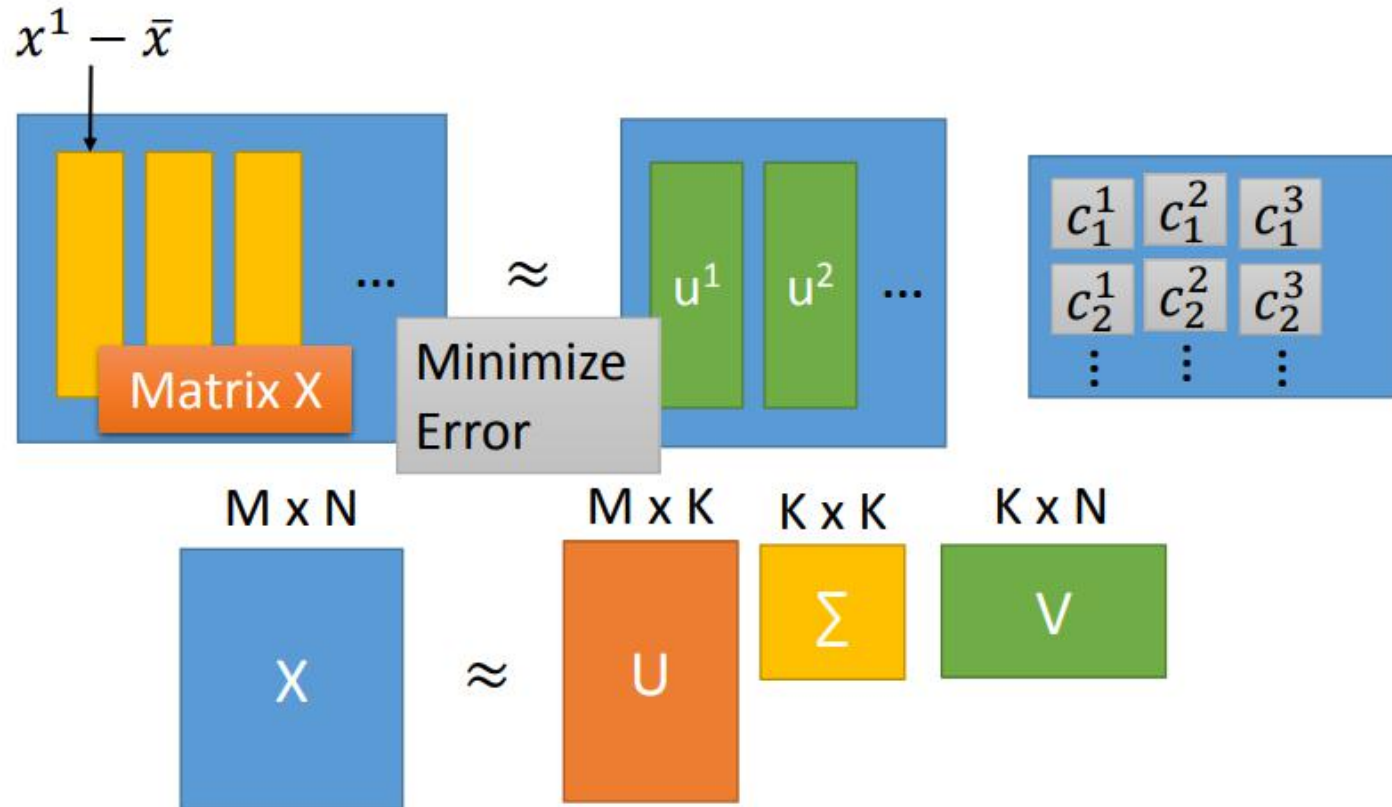 x¹ − x̄
...
≈
u¹ u² ...
c₁¹ c₁² c₁³
c₂¹ c₂² c₂³
⋮ ⋮ ⋮
Matrix X
Minimize
Error
M x N
M x K
K x K
K x N
X
≈
U
Σ
V